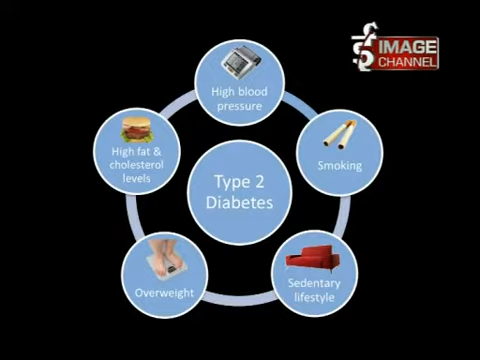 IMAGE
CHANNEL
High blood
pressure
High fat &
cholesterol
levels
Smoking
Type 2
Diabetes
Overweight
Sedentary
lifestyle